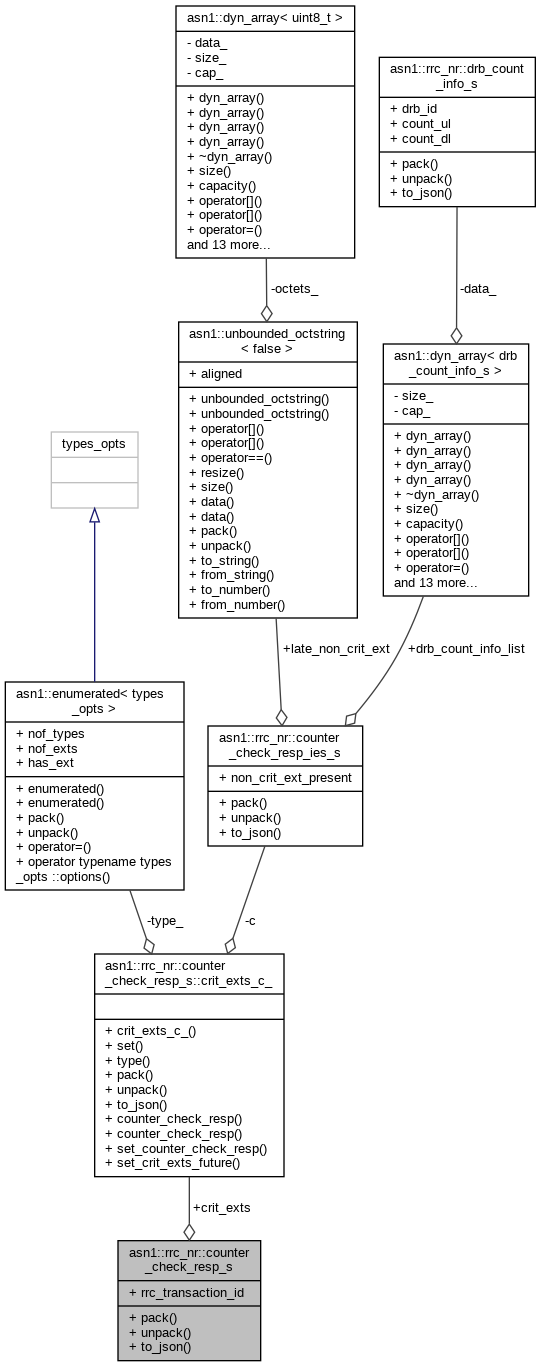 asn1::dyn_array< uint8_t >
- data_
- size_
- cap_
+ dyn_array()
+ dyn_array()
+ dyn_array()
+ dyn_array()
+ ~dyn_array()
+ size()
+ capacity()
+ operator[]()
+ operator[]()
+ operator=()
and 13 more...
asn1::rrc_nr::drb_count
_info_s
+ drb_id
+ count_ul
+ count_dl
+ pack()
+ unpack()
+ to_json()
-octets_
-data_
asn1::unbounded_octstring
< false >
+ aligned
+ unbounded_octstring()
+ unbounded_octstring()
+ operator[]()
+ operator[]()
+ operator==()
+ resize()
+ size()
+ data()
+ data()
+ pack()
+ unpack()
+ to_string()
+ from_string()
+ to_number()
+ from_number()
asn1::dyn_array< drb
_count_info_s >
- size_
- cap_
+ dyn_array()
+ dyn_array()
+ dyn_array()
+ dyn_array()
+ ~dyn_array()
+ size()
+ capacity()
+ operator[]()
+ operator[]()
+ operator=()
and 13 more...
types_opts
+late_non_crit_ext
+drb_count_info_list
asn1::enumerated< types
_opts >
+ nof_types
+ nof_exts
+ has_ext
+ enumerated()
+ enumerated()
+ pack()
+ unpack()
+ operator=()
+ operator typename types
_opts ::options()
asn1::rrc_nr::counter
_check_resp_ies_s
+ non_crit_ext_present
+ pack()
+ unpack()
+ to_json()
-type_
-c
asn1::rrc_nr::counter
_check_resp_s::crit_exts_c_
+ crit_exts_c_()
+ set()
+ type()
+ pack()
+ unpack()
+ to_json()
+ counter_check_resp()
+ counter_check_resp()
+ set_counter_check_resp()
+ set_crit_exts_future()
+crit_exts
asn1::rrc_nr::counter
_check_resp_s
+ rrc_transaction_id
+ pack()
+ unpack()
+ to_json()